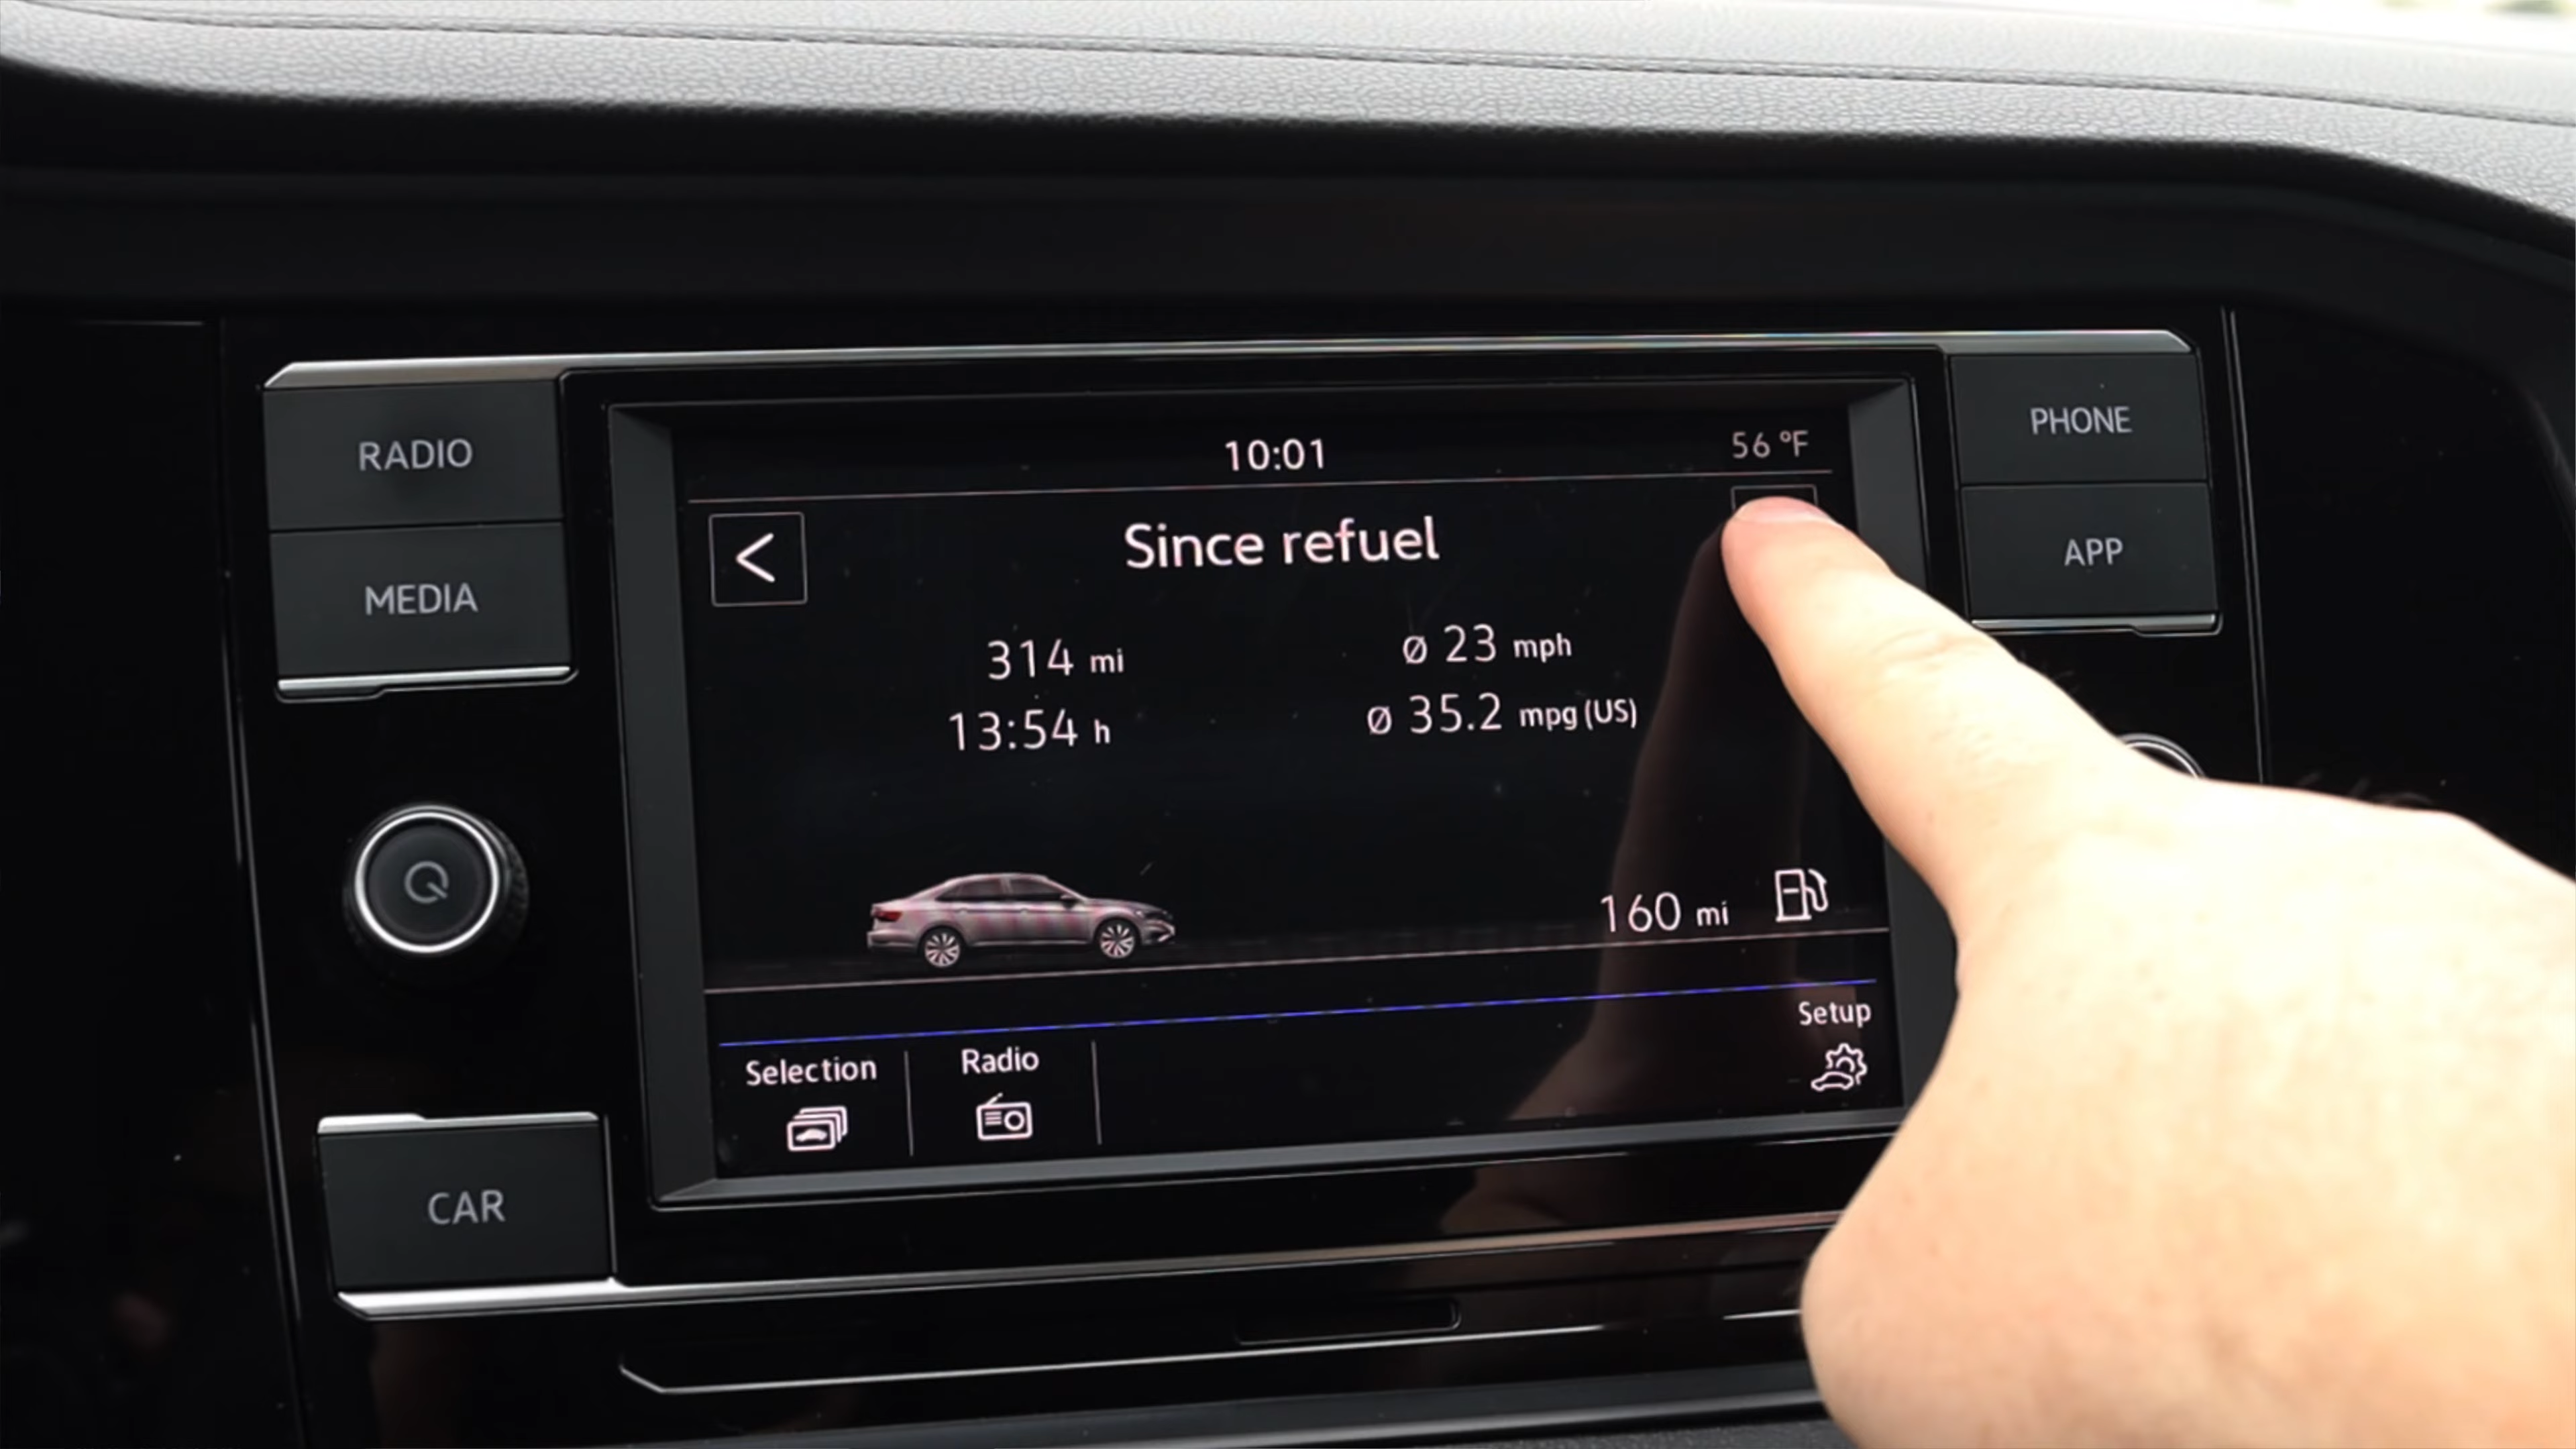 RADIO
MEDIA
CAR
10:01
56 °F
<
Since refuel
314 mi
ø 23 mph
13:54 h
ø 35.2 mpg (US)
160 mi
Selection
Radio
Setup
PHONE
APP